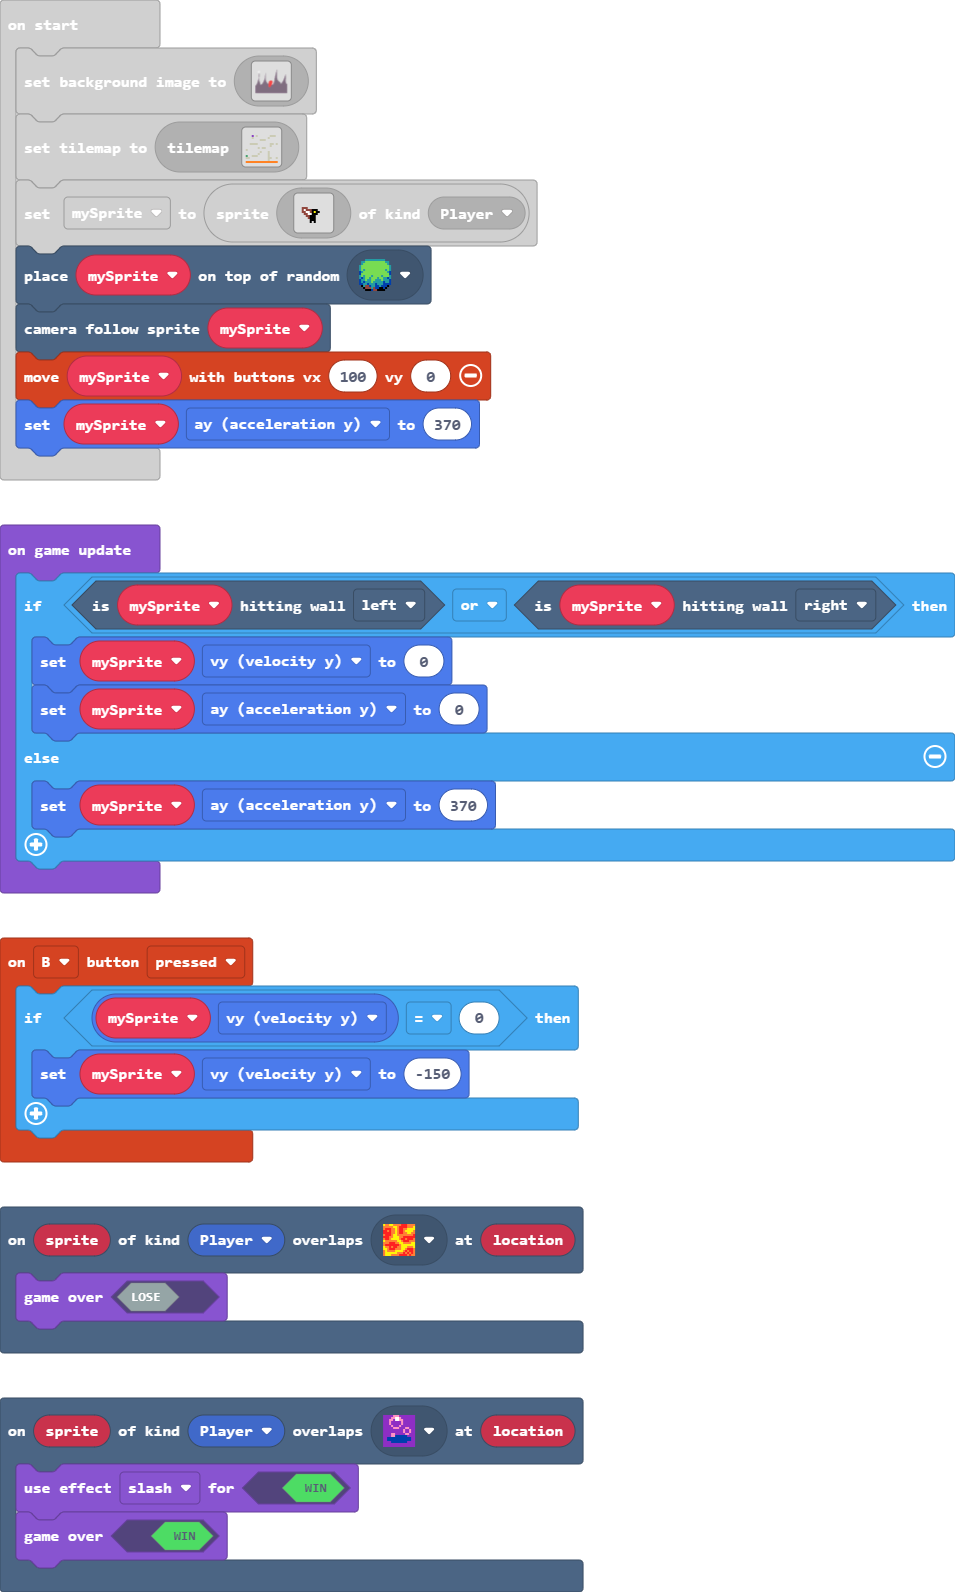 on start
set background image to
set tilemap to tilemap
set mySprite to sprite of kind Player
place mySprite on top of random
camera follow sprite mySprite
move mySprite with buttons vx 100 vy 0
set mySprite ay (acceleration y) to 370
on game update
if is mySprite hitting wall left or is mySprite hitting wall right then
set mySprite vy (velocity y) to 0
set mySprite ay (acceleration y) to 0
else
set mySprite ay (acceleration y) to 370
on B button pressed
if mySprite vy (velocity y) = 0 then
set mySprite vy (velocity y) to -150
on sprite of kind Player overlaps at location
game over LOSE
on sprite of kind Player overlaps at location
use effect slash for WIN
game over WIN